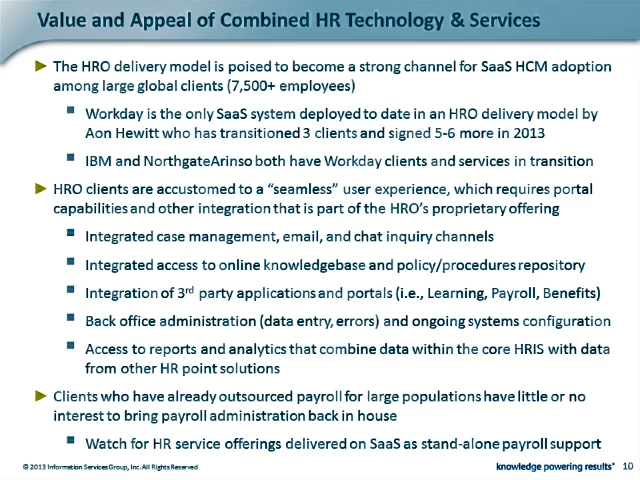 Value and Appeal of Combined HR Technology & Services
► The HRO delivery model is poised to become a strong channel for SaaS HCM adoption
among large global clients (7,500+ employees)
▪ Workday is the only SaaS system deployed to date in an HRO delivery model by
Aon Hewitt who has transitioned 3 clients and signed 5-6 more in 2013
▪ IBM and NorthgateArinso both have Workday clients and services in transition
► HRO clients are accustomed to a “seamless” user experience, which requires portal
capabilities and other integration that is part of the HRO’s proprietary offering
▪ Integrated case management, email, and chat inquiry channels
▪ Integrated access to online knowledgebase and policy/procedures repository
▪ Integration of 3rd party applications and portals (i.e., Learning, Payroll, Benefits)
▪ Back office administration (data entry, errors) and ongoing systems configuration
▪ Access to reports and analytics that combine data within the core HRIS with data
from other HR point solutions
► Clients who have already outsourced payroll for large populations have little or no
interest to bring payroll administration back in house
▪ Watch for HR service offerings delivered on SaaS as stand-alone payroll support
© 2013 Information Services Group, Inc. All Rights Reserved
knowledge powering results® 10